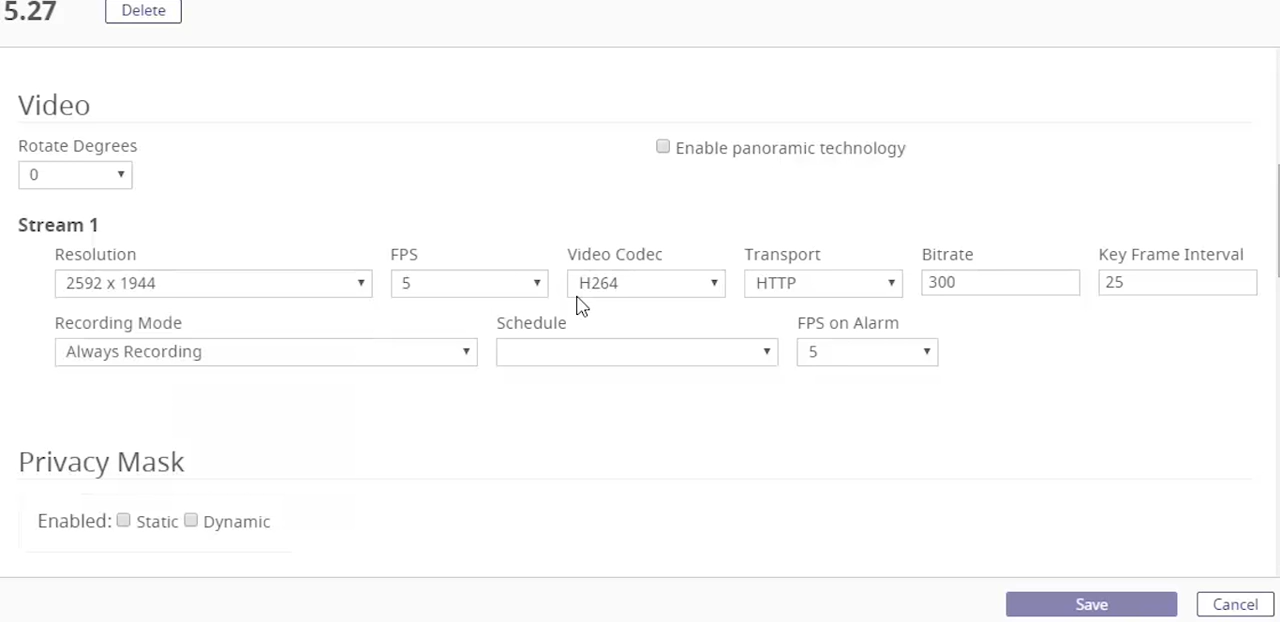 5.27 Delete
Video
Rotate Degrees
Enable panoramic technology
0
Stream 1
Resolution FPS Video Codec Transport Bitrate Key Frame Interval
2592 x 1944 5 H264 HTTP 300 25
Recording Mode Schedule FPS on Alarm
Always Recording 5
Privacy Mask
Enabled: Static Dynamic
Save Cancel